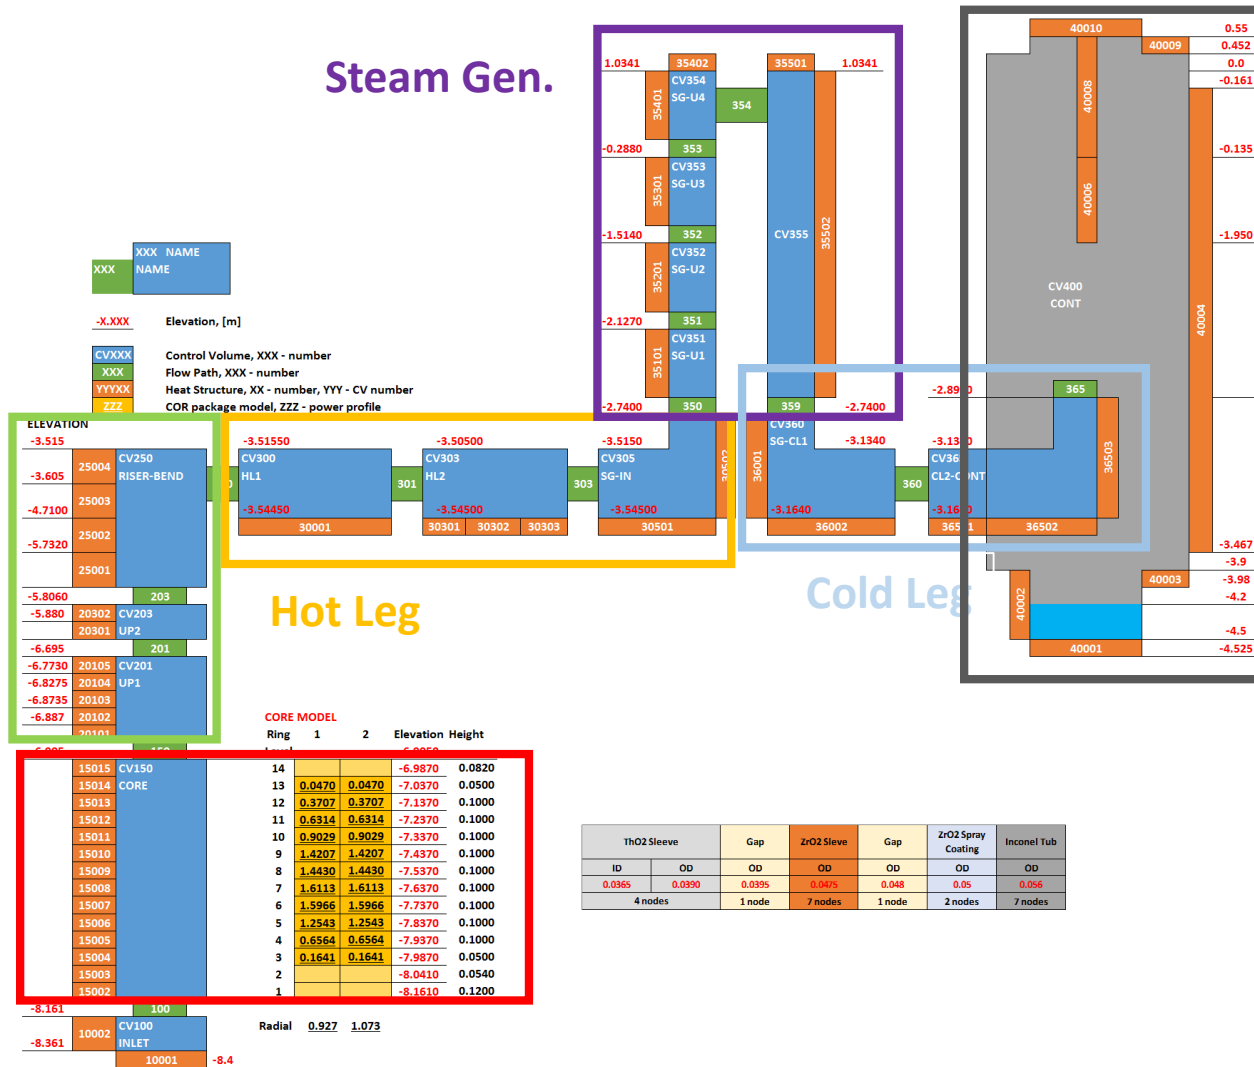 Steam Gen.
1.0341 35402 35501 1.0341
CV354
SG-U4
35401
354
-0.2880 353
CV353
SG-U3
35301
-1.5140 352
CV352
SG-U2
35201
-2.1270 351
CV351
SG-U1
35101
-2.7400 350
CV355
35502
359 -2.7400
40010 0.55
40009 0.452
0.0
-0.161
40008
-0.135
40006
-1.950
CV400
CONT
40004
-3.467
-3.9
40003 -3.98
-4.2
40002
-4.5
40001 -4.525
XXX
XXX NAME
NAME
-X.XXX Elevation, [m]
CVXXX Control Volume, XXX - number
XXX Flow Path, XXX - number
YYYXX Heat Structure, XX - number, YYY - CV number
ZZZ COR package model, ZZZ - power profile
ELEVATION
-3.515
25004 CV250
RISER-BEND
-3.605
25003
-4.7100
25002
-5.7320
25001
-5.8060 203
-5.880 20302 CV203
20301 UP2
-6.695 201
-6.7730 20105 CV201
-6.8275 20104 UP1
-6.8735 20103
-6.887 20102
20101
-3.51550
CV300
HL1
-3.54450
30001
301
-3.50500
CV303
HL2
-3.54500
30301 30302 30303
303
-3.5150
CV305
SG-IN
-3.54500
30501
30502
Hot Leg
CV360
SG-CL1
-3.1340
-3.1640
36001
36002
360
CL2-CONT
36502
36503
365
Cold Leg
15015 CV150
15014 CORE
15013
15012
15011
15010
15009
15008
15007
15006
15005
15004
15003
15002
-8.161 100
10002 CV100
INLET
-8.361
10001 -8.4
CORE MODEL
Ring 1 2 Elevation Height
14 -6.9870 0.0820
13 0.0470 0.0470 -7.0370 0.0500
12 0.3707 0.3707 -7.1370 0.1000
11 0.6314 0.6314 -7.2370 0.1000
10 0.9029 0.9029 -7.3370 0.1000
9 1.4207 1.4207 -7.4370 0.1000
8 1.4430 1.4430 -7.5370 0.1000
7 1.6113 1.6113 -7.6370 0.1000
6 1.5966 1.5966 -7.7370 0.1000
5 1.2543 1.2543 -7.8370 0.1000
4 0.6564 0.6564 -7.9370 0.1000
3 0.1641 0.1641 -7.9870 0.0500
2 -8.0410 0.0540
1 -8.1610 0.1200
Radial 0.927 1.073
ThO2 Sleeve Gap ZrO2 Sleve Gap ZrO2 Spray Coating Inconel Tub
ID OD OD OD OD OD OD
0.0365 0.0390 0.0395 0.0475 0.048 0.05 0.056
4 nodes 1 node 7 nodes 1 node 2 nodes 7 nodes